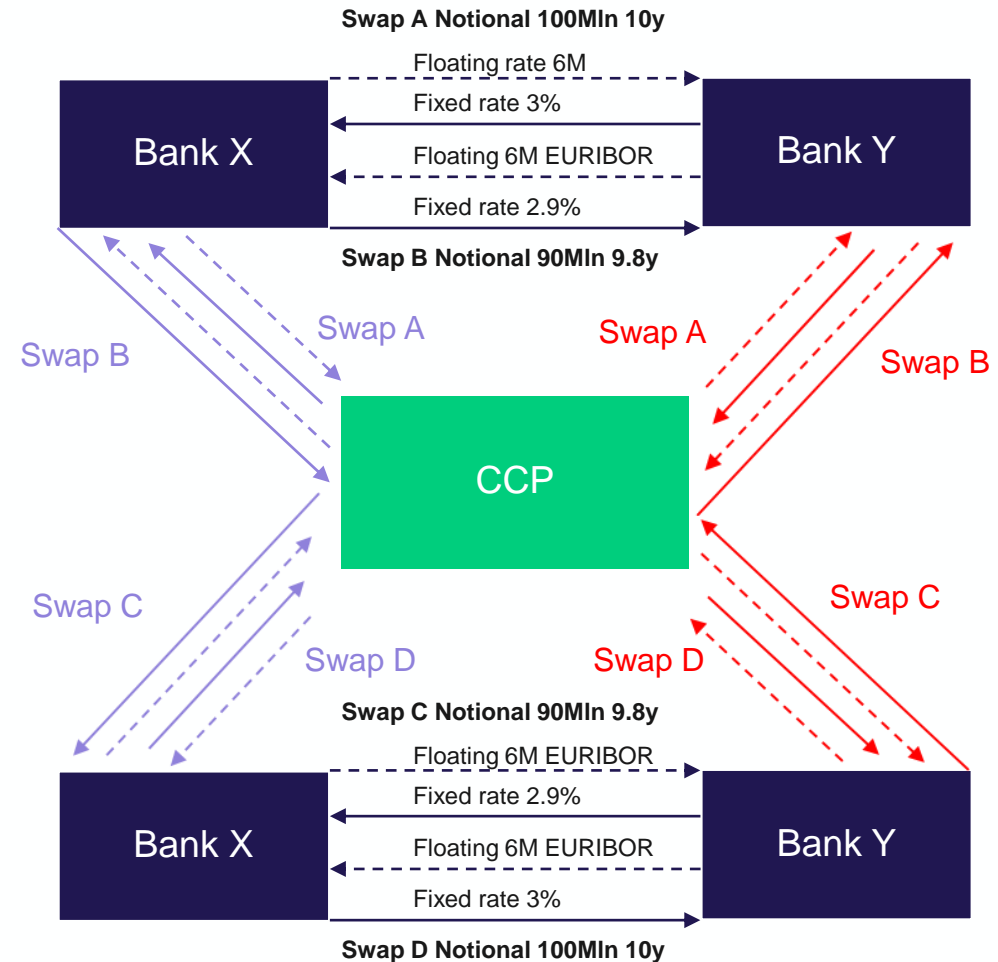 Swap A Notional 100Mln 10y
Floating rate 6M
Fixed rate 3%
Bank X
Bank Y
Floating 6M EURIBOR
Fixed rate 2.9%
Swap B Notional 90Mln 9.8y
Swap A
Swap A
Swap B
Swap B
CCP
Swap C
Swap C
Swap D
Swap D
Swap C Notional 90Mln 9.8y
Floating 6M EURIBOR
Fixed rate 2.9%
Bank X
Bank Y
Floating 6M EURIBOR
Fixed rate 3%
Swap D Notional 100Mln 10y